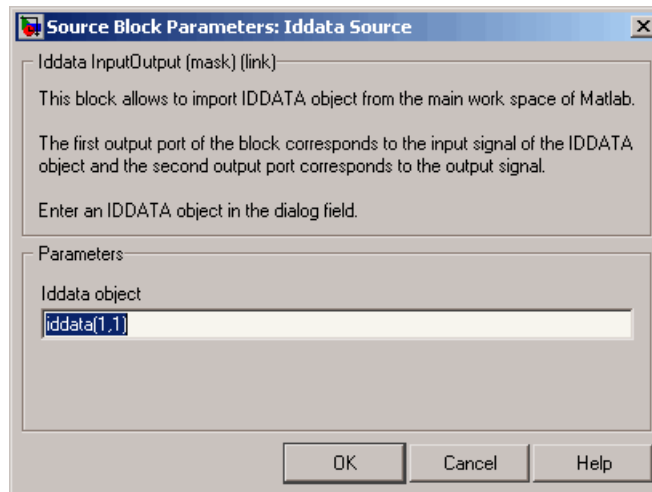 Source Block Parameters: Iddata Source
Iddata InputOutput (mask) (link)
This block allows to import IDDATA object from the main work space of Matlab.
The first output port of the block corresponds to the input signal of the IDDATA
object and the second output port corresponds to the output signal.
Enter an IDDATA object in the dialog field.
Parameters
Iddata object
iddata(1,1)
OK Cancel Help